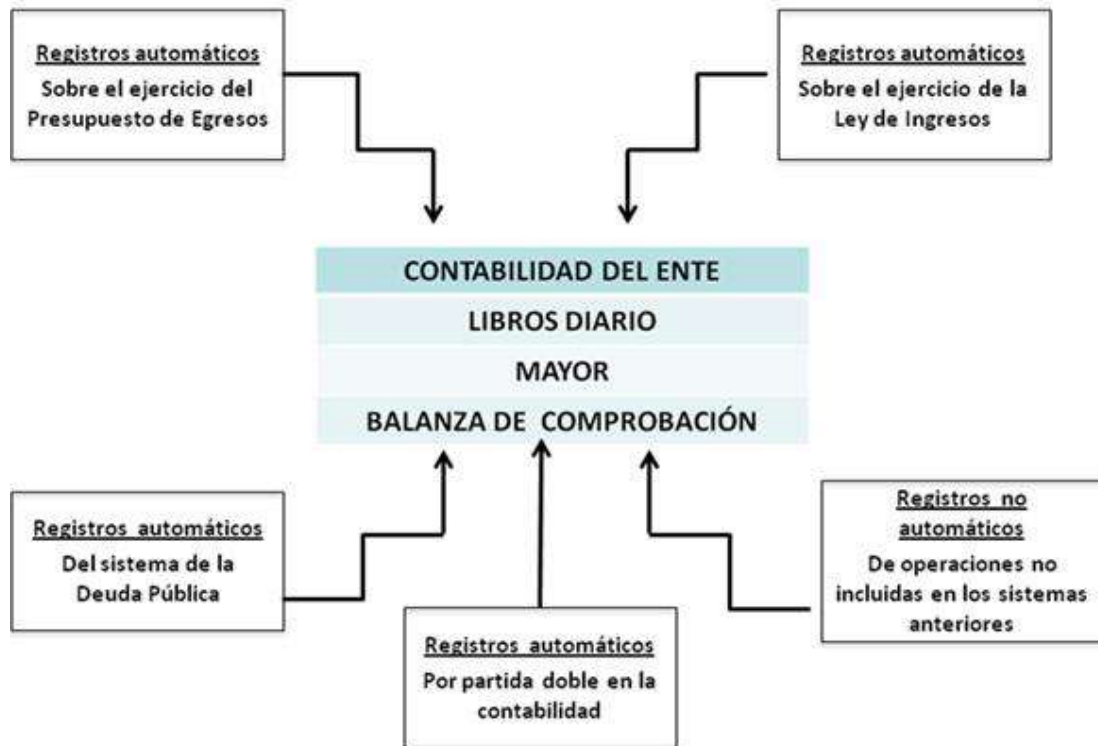 Registros automáticos
Sobre el ejercicio del
Presupuesto de Egresos
Registros automáticos
Sobre el ejercicio de la
Ley de Ingresos
CONTABILIDAD DEL ENTE
LIBROS DIARIO
MAYOR
BALANZA DE COMPROBACIÓN
Registros automáticos
Del sistema de la
Deuda Pública
Registros automáticos
Por partida doble en la
contabilidad
Registros no
automáticos
De operaciones no
incluidas en los sistemas
anteriores